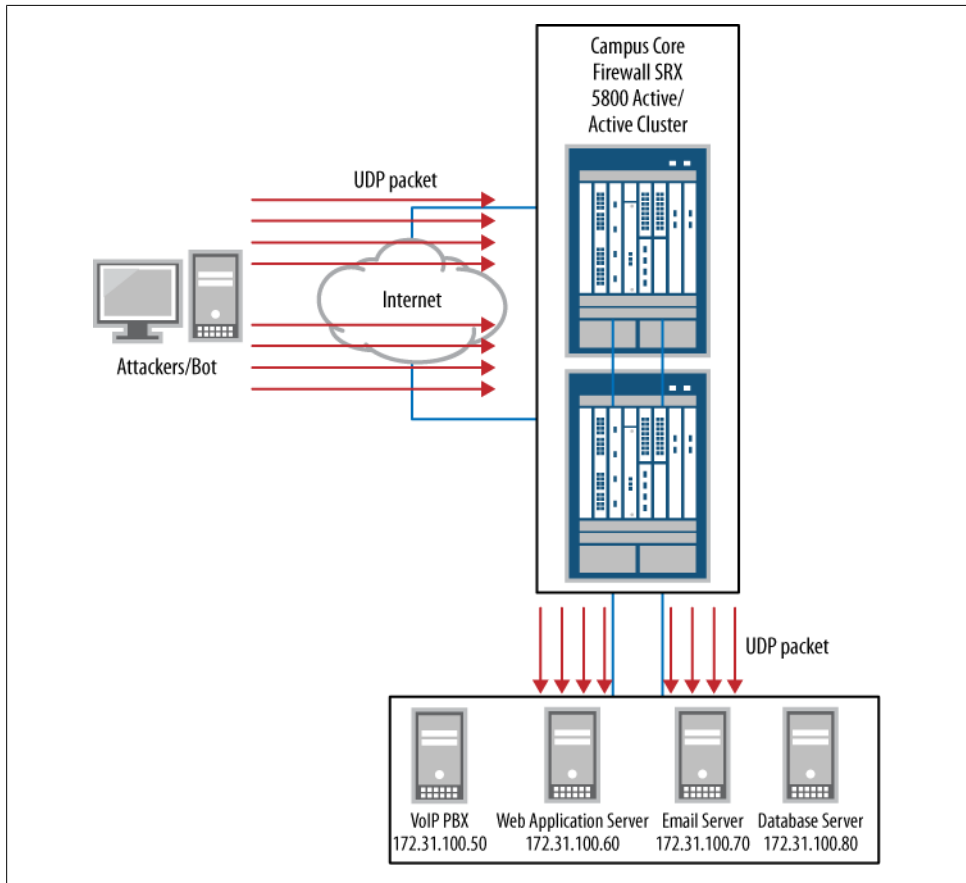 Campus Core
Firewall SRX
5800 Active/
Active Cluster
UDP packet
Internet
Attackers/Bot
UDP packet
VoIP PBX
172.31.100.50
Web Application Server
172.31.100.60
Email Server
172.31.100.70
Database Server
172.31.100.80